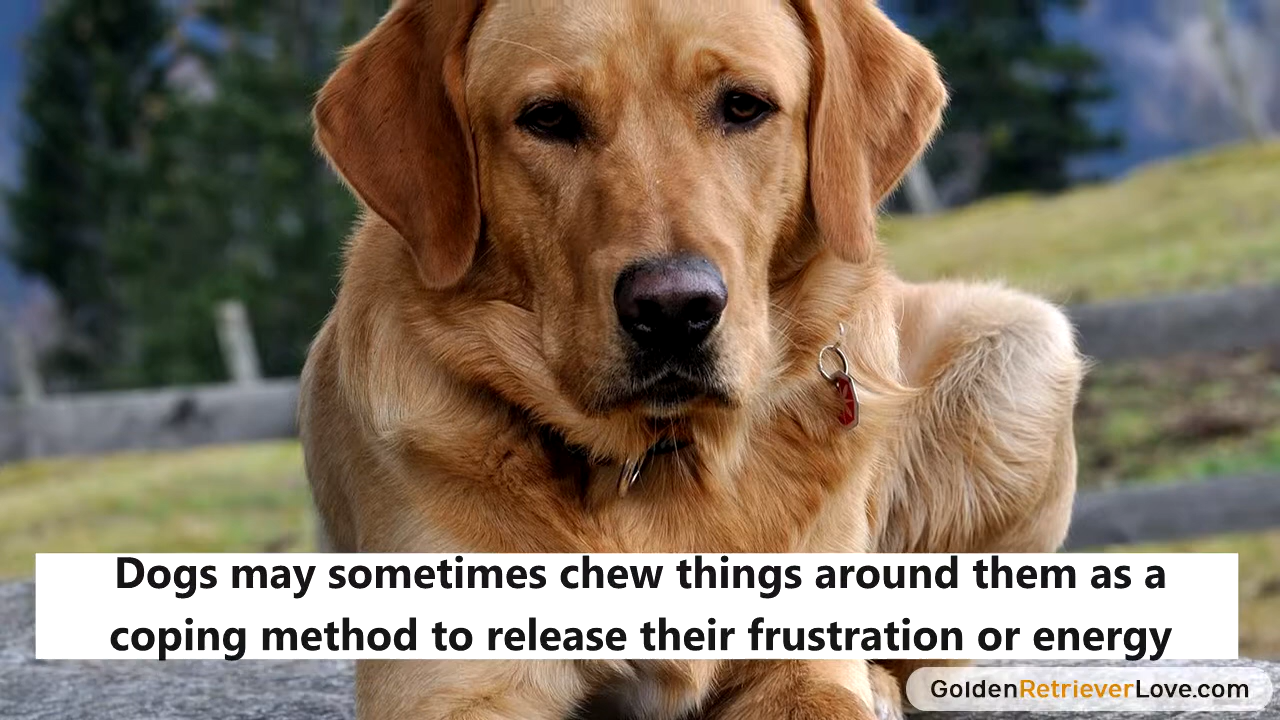 Dogs may sometimes chew things around them as a
coping method to release their frustration or energy
GoldenRetrieverLove.com